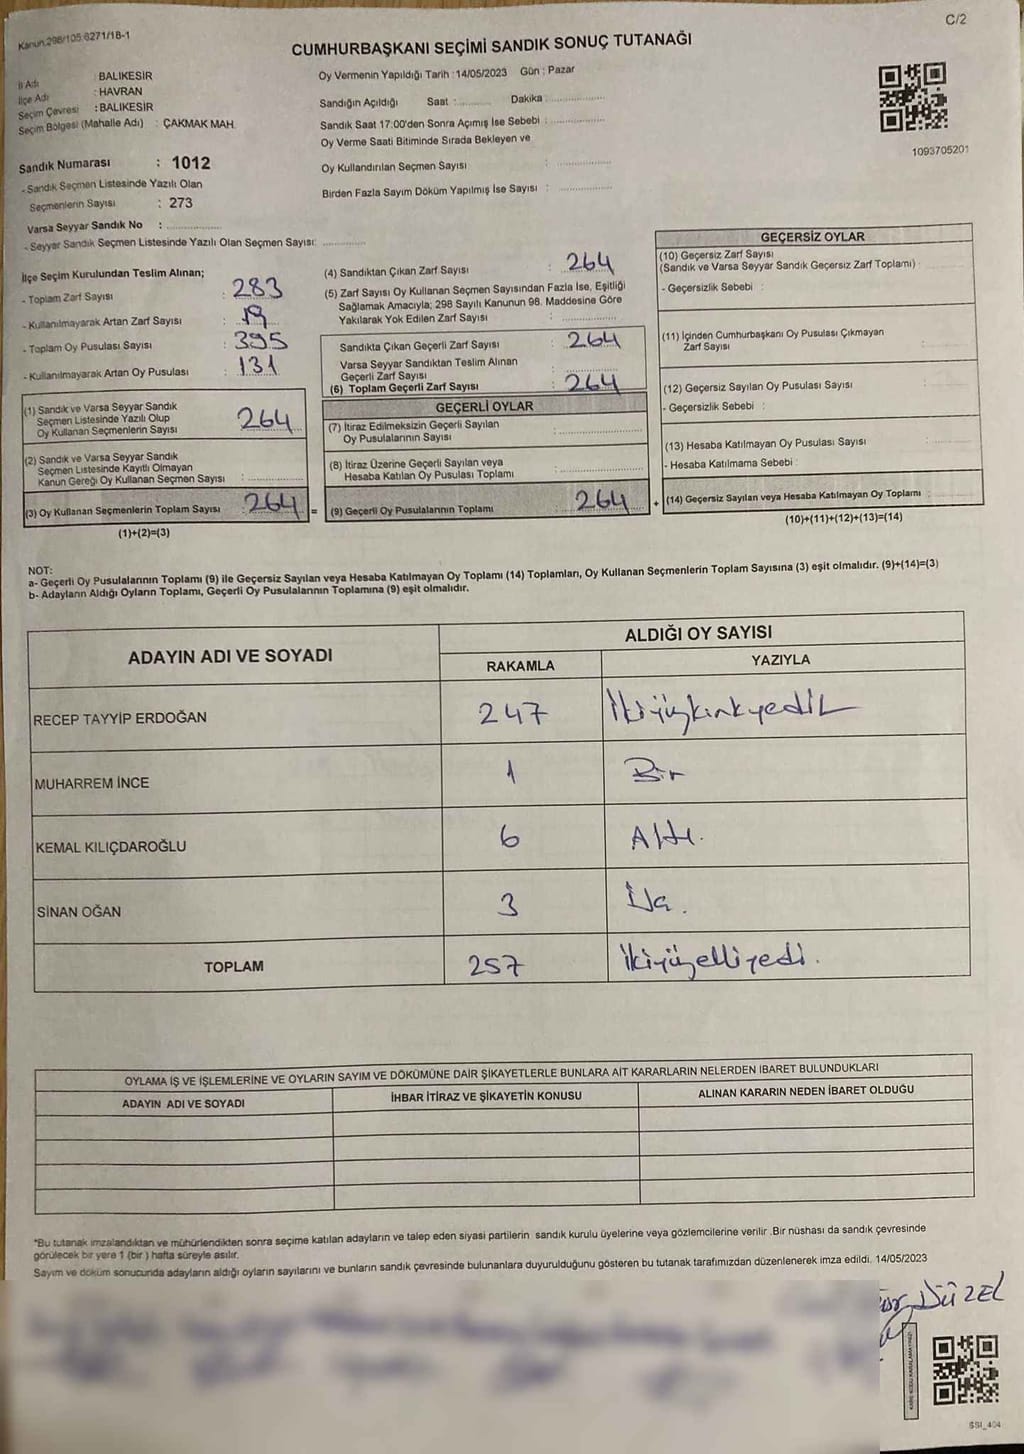 Kanun.298/105.6271/18-1
C/2
CUMHURBAŞKANI SEÇİMİ SANDIK SONUÇ TUTANAĞI
İl Adı : BALIKESİR
İlçe Adı : HAVRAN
Seçim Çevresi : BALIKESİR
Seçim Bölgesi (Mahalle Adı) : ÇAKMAK MAH.
Oy Vermenin Yapıldığı Tarih : 14/05/2023 Gün : Pazar
Sandığın Açıldığı Saat : Dakika :
Sandık Saat 17:00'den Sonra Açımış İse Sebebi :
Oy Verme Saati Bitiminde Sırada Bekleyen ve
Oy Kullandırılan Seçmen Sayısı :
Birden Fazla Sayım Döküm Yapılmış İse Sayısı :
1093705201
Sandık Numarası : 1012
- Sandık Seçmen Listesinde Yazılı Olan
Seçmenlerin Sayısı : 273
Varsa Seyyar Sandık No :
- Seyyar Sandık Seçmen Listesinde Yazılı Olan Seçmen Sayısı:
İlçe Seçim Kurulundan Teslim Alınan;
- Toplam Zarf Sayısı : 283
- Kullanılmayarak Artan Zarf Sayısı : 19
- Toplam Oy Pusulası Sayısı : 395
- Kullanılmayarak Artan Oy Pusulası : 131
(1) Sandık ve Varsa Seyyar Sandık
Seçmen Listesinde Yazılı Olup
Oy Kullanan Seçmenlerin Sayısı 264
(2) Sandık ve Varsa Seyyar Sandık
Seçmen Listesinde Kayıtlı Olmayan
Kanun Gereği Oy Kullanan Seçmen Sayısı :
(3) Oy Kullanan Seçmenlerin Toplam Sayısı : 264 =
(1)+(2)=(3)
(4) Sandıktan Çıkan Zarf Sayısı : 264
(5) Zarf Sayısı Oy Kullanan Seçmen Sayısından Fazla İse, Eşitliği
Sağlamak Amacıyla; 298 Sayılı Kanunun 98. Maddesine Göre
Yakılarak Yok Edilen Zarf Sayısı :
Sandıkta Çıkan Geçerli Zarf Sayısı : 264
Varsa Seyyar Sandıktan Teslim Alınan
Geçerli Zarf Sayısı :
(6) Toplam Geçerli Zarf Sayısı : 264
GEÇERLİ OYLAR
(7) İtiraz Edilmeksizin Geçerli Sayılan
Oy Pusulalarının Sayısı :
(8) İtiraz Üzerine Geçerli Sayılan veya
Hesaba Katılan Oy Pusulası Toplamı :
(9) Geçerli Oy Pusulalarının Toplamı : 264 +
GEÇERSİZ OYLAR
(10) Geçersiz Zarf Sayısı
(Sandık ve Varsa Seyyar Sandık Geçersiz Zarf Toplamı) :
- Geçersizlik Sebebi :
(11) İçinden Cumhurbaşkanı Oy Pusulası Çıkmayan
Zarf Sayısı :
(12) Geçersiz Sayılan Oy Pusulası Sayısı :
- Geçersizlik Sebebi :
(13) Hesaba Katılmayan Oy Pusulası Sayısı :
- Hesaba Katılmama Sebebi :
(14) Geçersiz Sayılan veya Hesaba Katılmayan Oy Toplamı :
(10)+(11)+(12)+(13)=(14)
NOT:
a- Geçerli Oy Pusulalarının Toplamı (9) ile Geçersiz Sayılan veya Hesaba Katılmayan Oy Toplamı (14) Toplamları, Oy Kullanan Seçmenlerin Toplam Sayısına (3) eşit olmalıdır. (9)+(14)=(3)
b- Adayların Aldığı Oyların Toplamı, Geçerli Oy Pusulalarının Toplamına (9) eşit olmalıdır.
ADAYIN ADI VE SOYADI ALDIĞI OY SAYISI
RAKAMLA YAZIYLA
RECEP TAYYİP ERDOĞAN 247 İkiyüzkırkyedi
MUHARREM İNCE 1 Bir
KEMAL KILIÇDAROĞLU 6 Altı.
SİNAN OĞAN 3
TOPLAM 257 İkiyüzelliyedi.
OYLAMA İŞ VE İŞLEMLERİNE VE OYLARIN SAYIM VE DÖKÜMÜNE DAİR ŞİKAYETLERLE BUNLARA AİT KARARLARIN NELERDEN İBARET BULUNDUKLARI
ADAYIN ADI VE SOYADI İHBAR İTİRAZ VE ŞİKAYETİN KONUSU ALINAN KARARIN NEDEN İBARET OLDUĞU
*Bu tutanak imzalandıktan ve mühürlendikten sonra seçime katılan adayların ve talep eden siyasi partilerin sandık kurulu üyelerine veya gözlemcilerine verilir .Bir nüshası da sandık çevresinde
görülecek bir yere 1 (bir ) hafta süreyle asılır.
Sayım ve döküm sonucunda adayların aldığı oyların sayılarını ve bunların sandık çevresinde bulunanlara duyurulduğunu gösteren bu tutanak tarafımızdan düzenlenerek imza edildi. 14/05/2023
DÜZEL
SSI_404